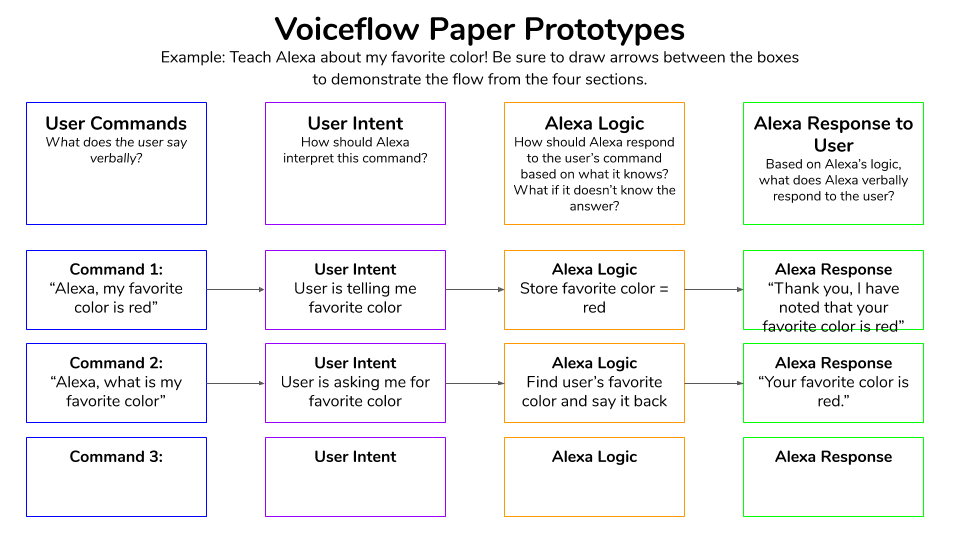 Voiceflow Paper Prototypes
Example: Teach Alexa about my favorite color! Be sure to draw arrows between the boxes
to demonstrate the flow from the four sections.
User Commands
What does the user say
verbally?
User Intent
How should Alexa
interpret this command?
Alexa Logic
How should Alexa respond
to the user’s command
based on what it knows?
What if it doesn’t know the
answer?
Alexa Response to
User
Based on Alexa’s logic,
what does Alexa verbally
respond to the user?
Command 1:
“Alexa, my favorite
color is red”
User Intent
User is telling me
favorite color
Alexa Logic
Store favorite color =
red
Alexa Response
“Thank you, I have
noted that your
favorite color is red”
Command 2:
“Alexa, what is my
favorite color”
User Intent
User is asking me for
favorite color
Alexa Logic
Find user’s favorite
color and say it back
Alexa Response
“Your favorite color is
red.”
Command 3:
User Intent
Alexa Logic
Alexa Response